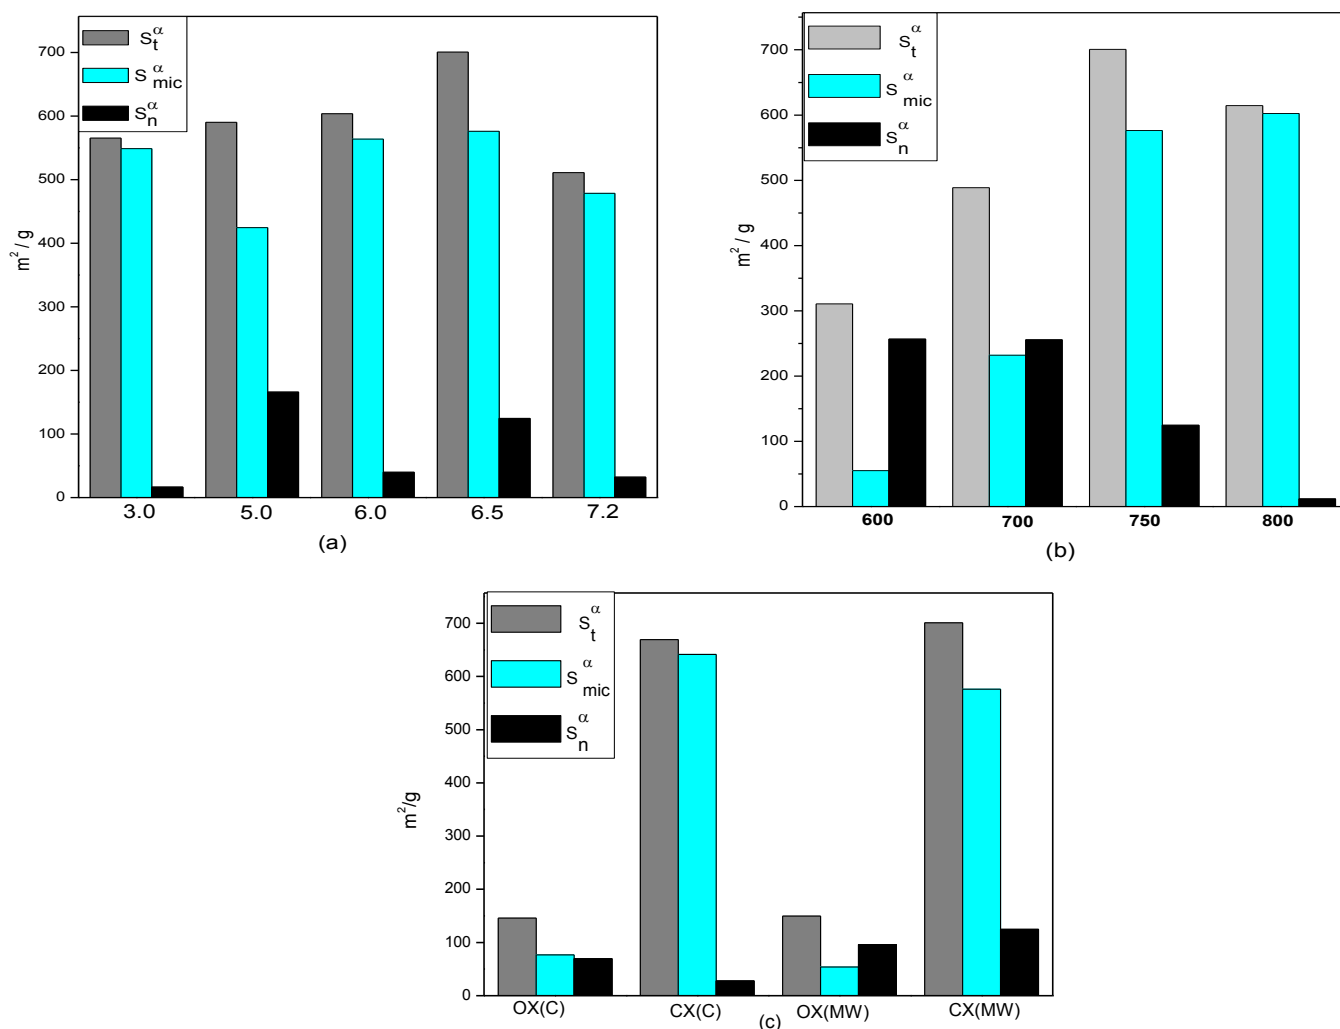 700
600
500
400
300
200
100
0
m²/g
S_t^α
S_mic^α
S_n^α
3.0 5.0 6.0 6.5 7.2
(a)
700
600
500
400
300
200
100
0
m²/g
S_t^α
S_mic^α
S_n^α
600 700 750 800
(b)
700
600
500
400
300
200
100
0
m²/g
S_t^α
S_mic^α
S_n^α
OX(C) CX(C) OX(MW) CX(MW)
(c)